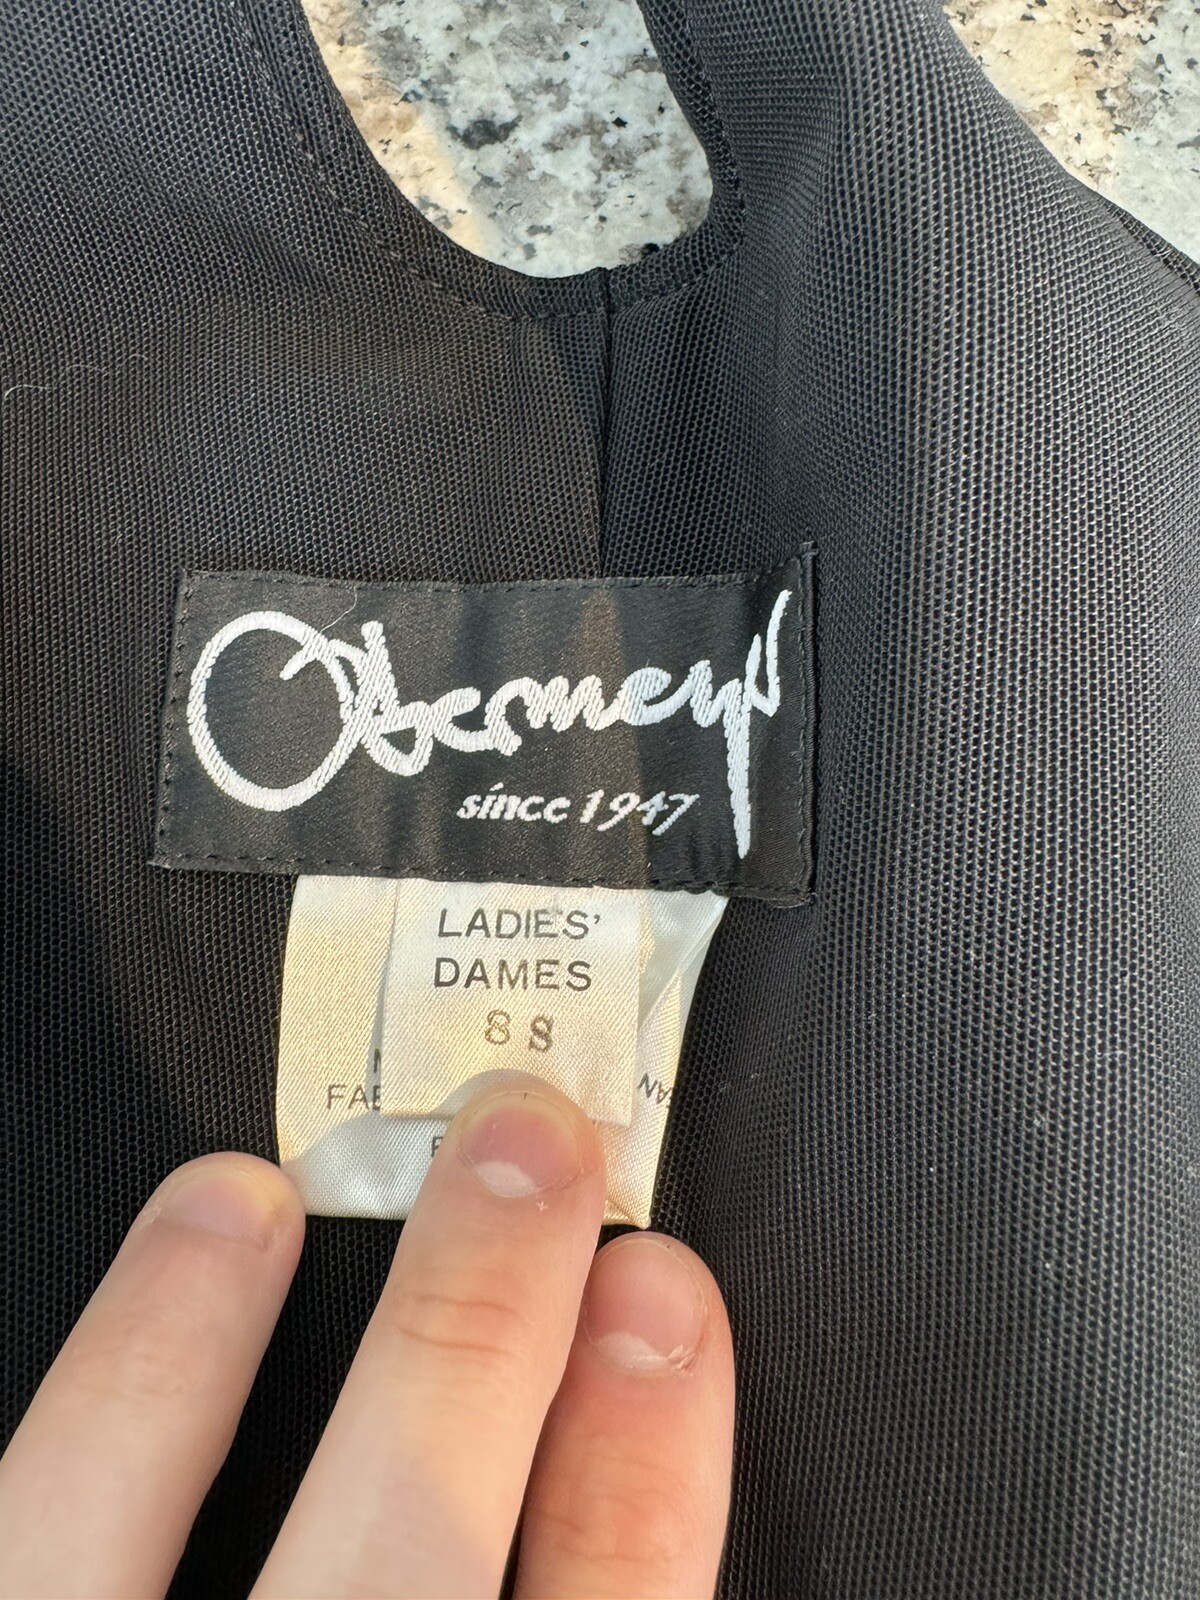 Obermeyer
since 1947
LADIES'
DAMES
8 S